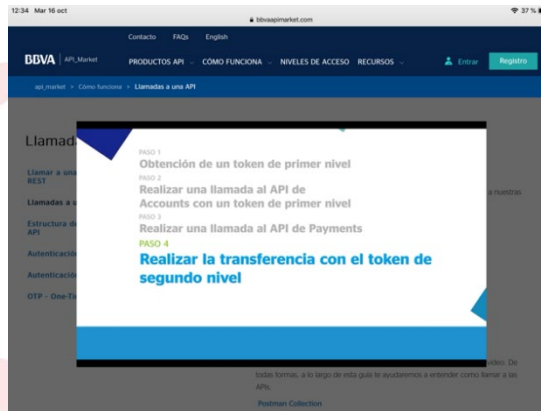 12:34 Mar 16 oct
bbvaapimarket.com
37 %
Contacto FAQs English
BBVA API_Market PRODUCTOS API CÓMO FUNCIONA NIVELES DE ACCESO RECURSOS Entrar Registro
api_market > Cómo funciona > Llamadas a una API
Llamad
PASO 1
Obtención de un token de primer nivel
PASO 2
Realizar una llamada al API de
Accounts con un token de primer nivel
PASO 3
Realizar una llamada al API de Payments
PASO 4
Realizar la transferencia con el token de
segundo nivel
Llamar a una
REST
a nuestras
Llamadas a u
Estructura de
API
Autenticació
Autenticació
OTP - One-Ti
video. De
todas formas, a lo largo de esta guía te ayudaremos a entender como llamar a las
APIs.
Postman Collection